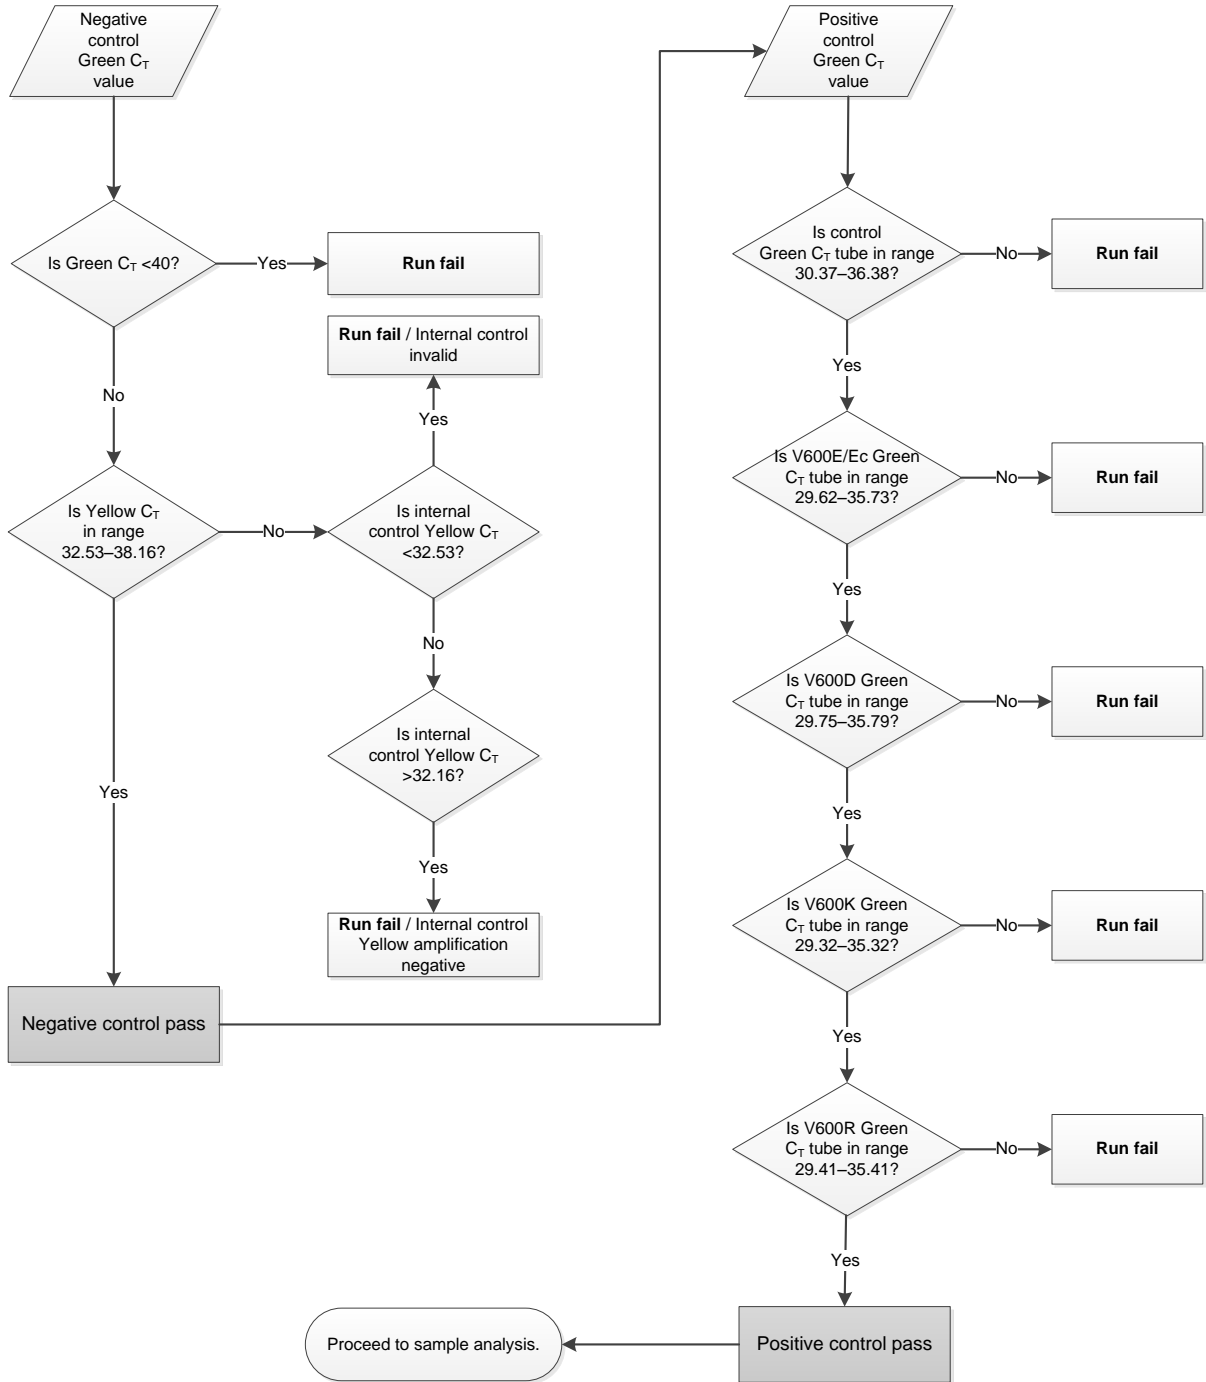 Negative
control
Green CT
value
Is Green CT <40?
Yes
Run fail
No
Is Yellow CT
in range
32.53–38.16?
No
Is internal
control Yellow CT
<32.53?
Yes
Run fail / Internal control
invalid
No
Is internal
control Yellow CT
>32.16?
Yes
Run fail / Internal control
Yellow amplification
negative
Yes
Negative control pass
Positive
control
Green CT
value
Is control
Green CT tube in range
30.37–36.38?
No
Run fail
Yes
Is V600E/Ec Green
CT tube in range
29.62–35.73?
No
Run fail
Yes
Is V600D Green
CT tube in range
29.75–35.79?
No
Run fail
Yes
Is V600K Green
CT tube in range
29.32–35.32?
No
Run fail
Yes
Is V600R Green
CT tube in range
29.41–35.41?
No
Run fail
Yes
Positive control pass
Proceed to sample analysis.